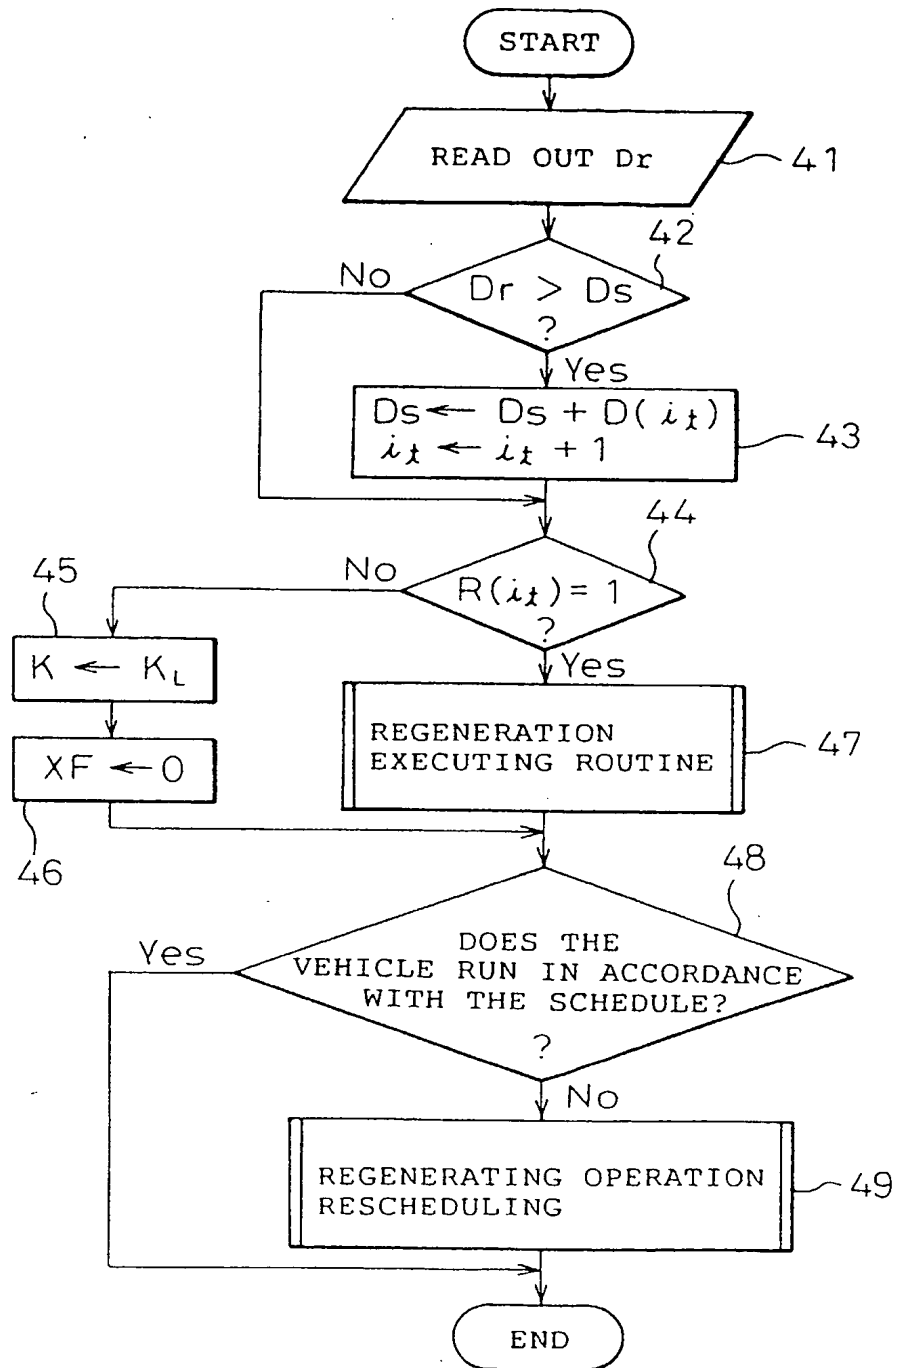 START
READ OUT Dr
41
42
No
Dr > Ds
?
Yes
Ds ← Ds + D(iₜ)
iₜ ← iₜ + 1
43
44
No
R(iₜ) = 1
?
Yes
45
K ← K_L
XF ← 0
46
REGENERATION
EXECUTING ROUTINE
47
48
Yes
DOES THE
VEHICLE RUN IN ACCORDANCE
WITH THE SCHEDULE?
?
No
REGENERATING OPERATION
RESCHEDULING
49
END